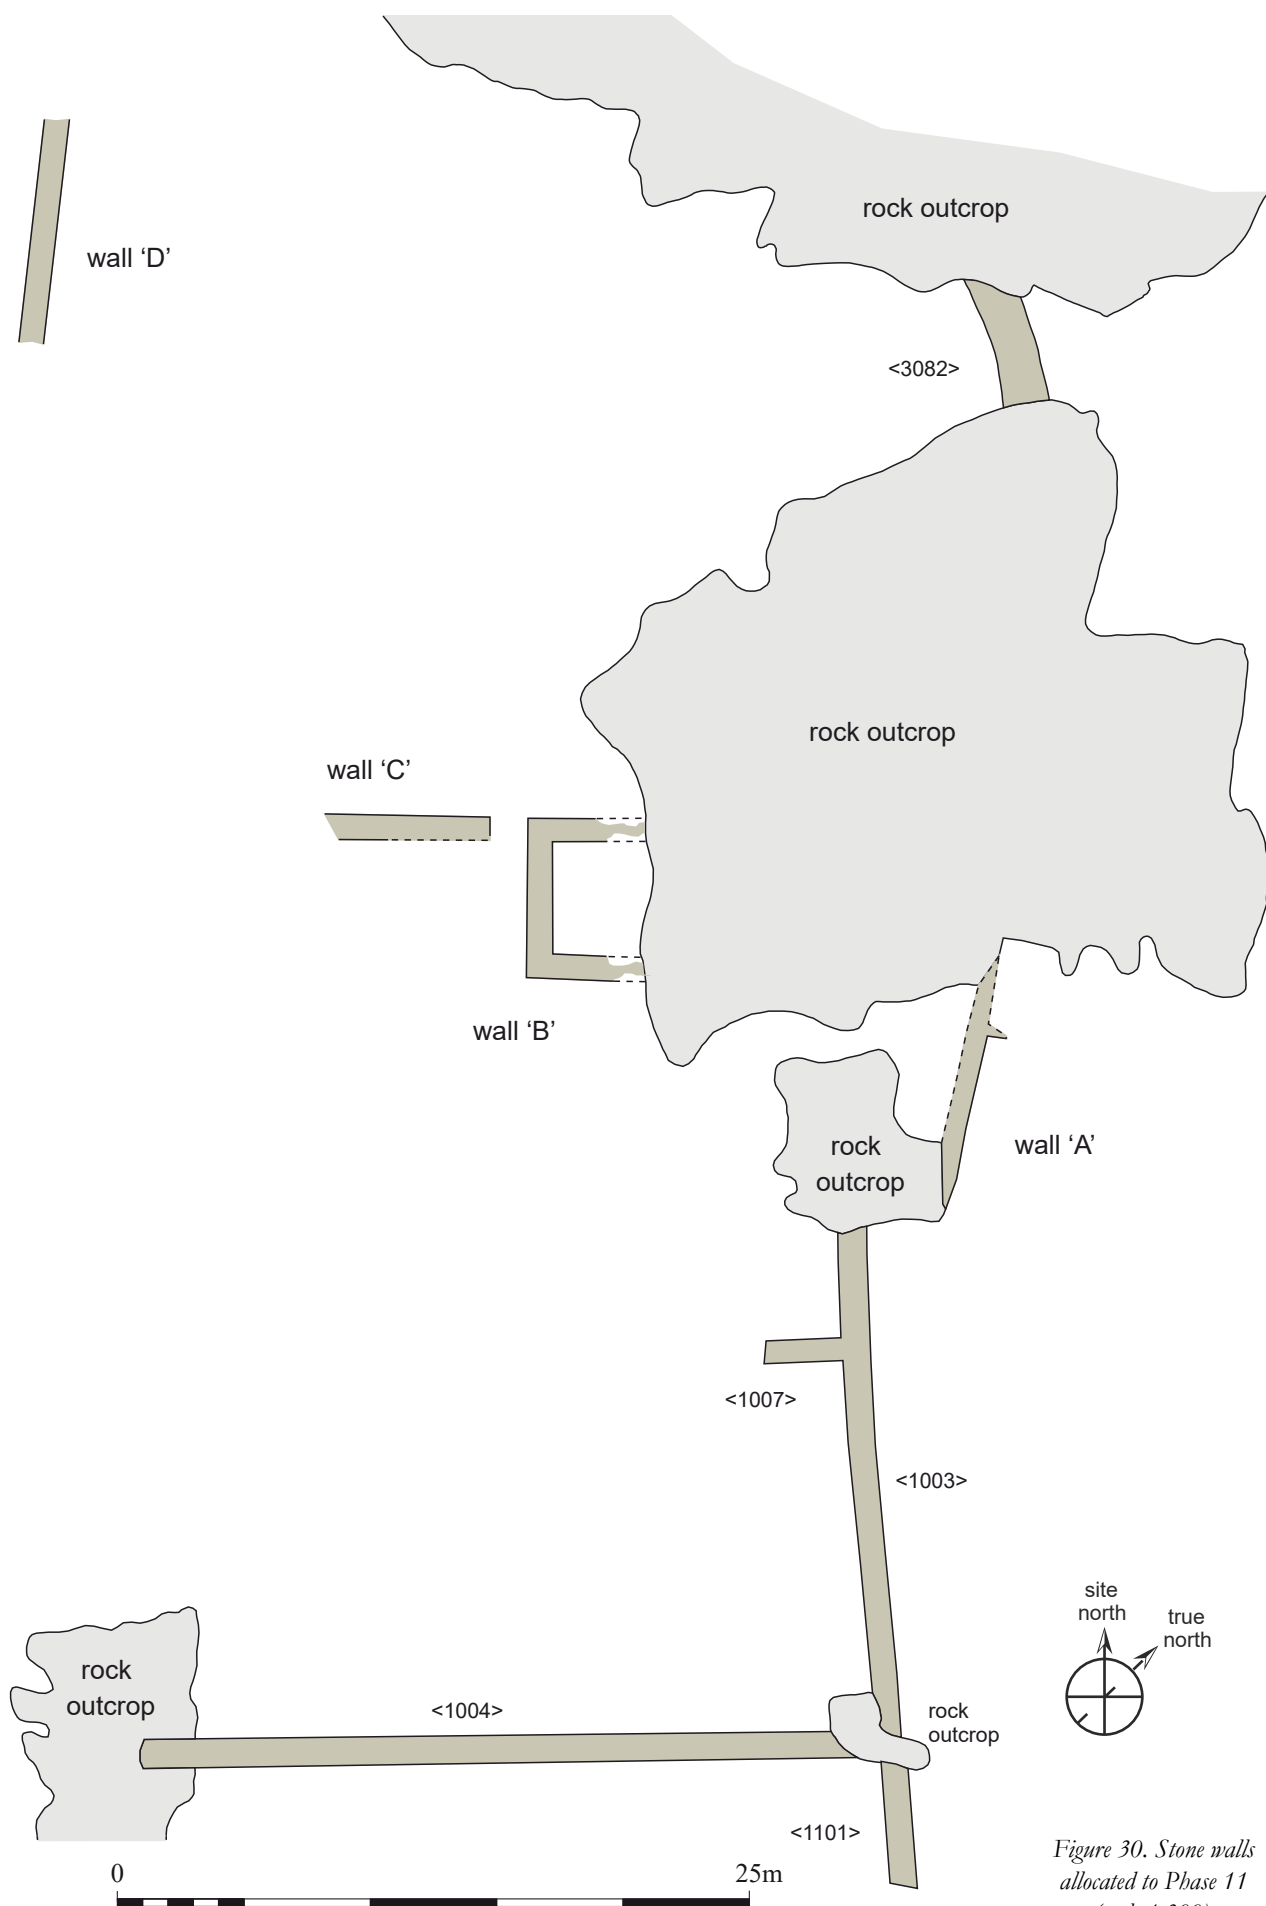 rock outcrop
wall ‘D’
<3082>
rock outcrop
wall ‘C’
wall ‘B’
rock
outcrop
wall ‘A’
<1007>
<1003>
site
north
true
north
rock
outcrop
<1004>
rock
outcrop
<1101>
0
25m
Figure 30. Stone walls
allocated to Phase 11